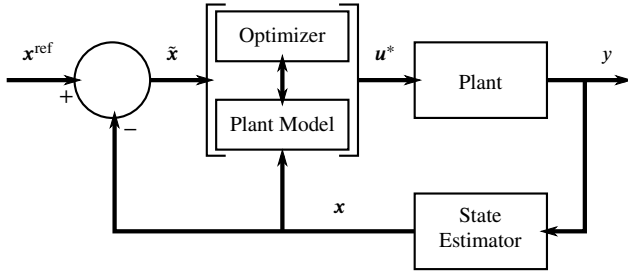 x^ref
+
−
x̃
Optimizer
Plant Model
u*
Plant
y
x
State
Estimator